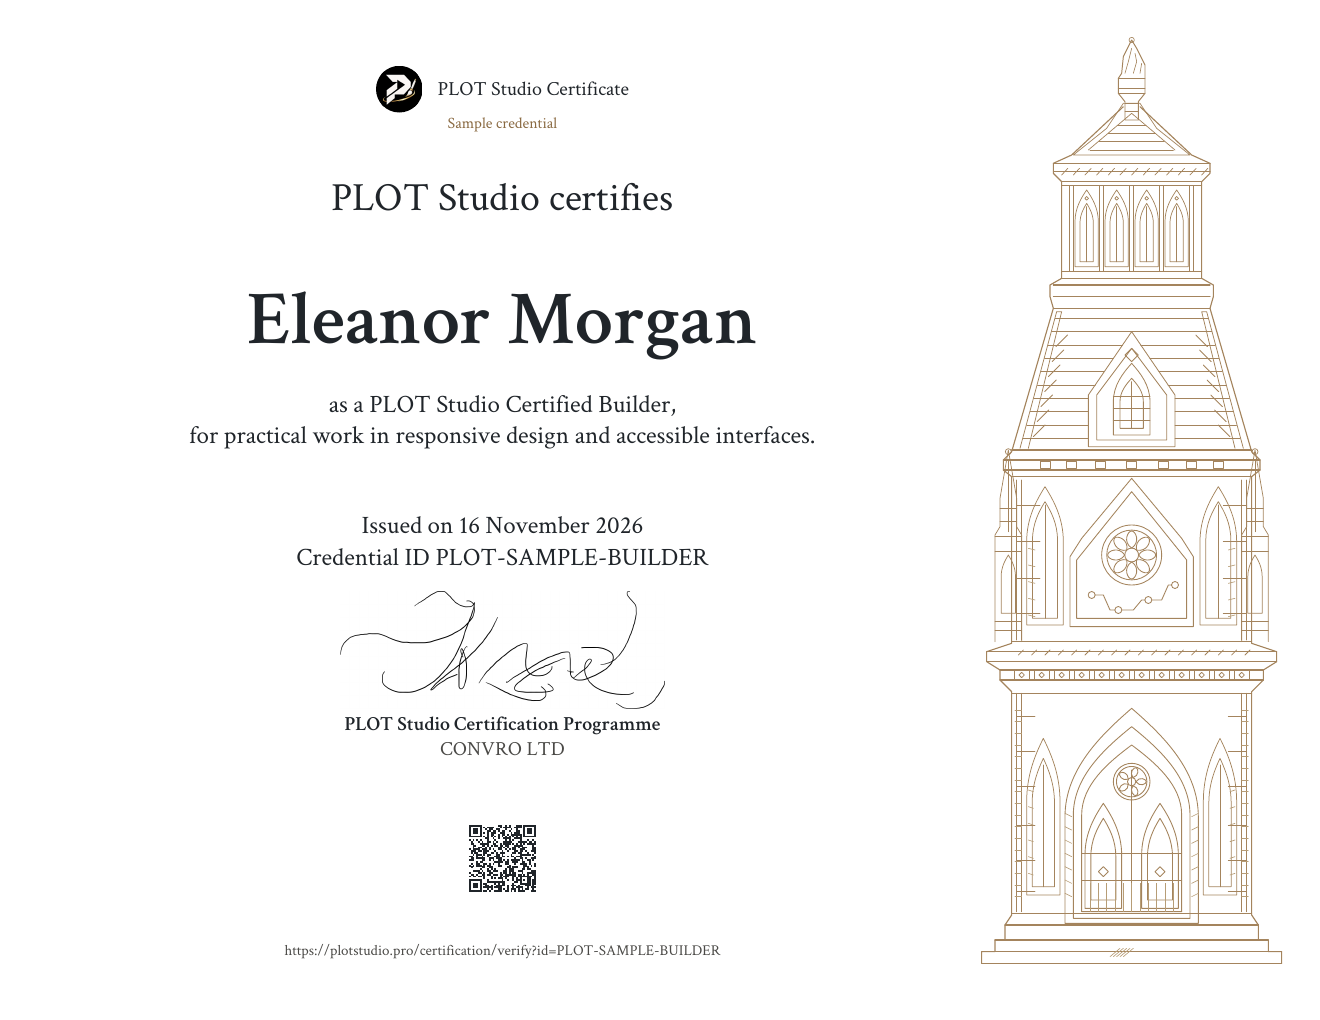 PLOT Studio Certificate
Sample credential
PLOT Studio certifies
Eleanor Morgan
as a PLOT Studio Certified Builder,
for practical work in responsive design and accessible interfaces.
Issued on 16 November 2026
Credential ID PLOT-SAMPLE-BUILDER
PLOT Studio Certification Programme
CONVRO LTD
https://plotstudio.pro/certification/verify?id=PLOT-SAMPLE-BUILDER